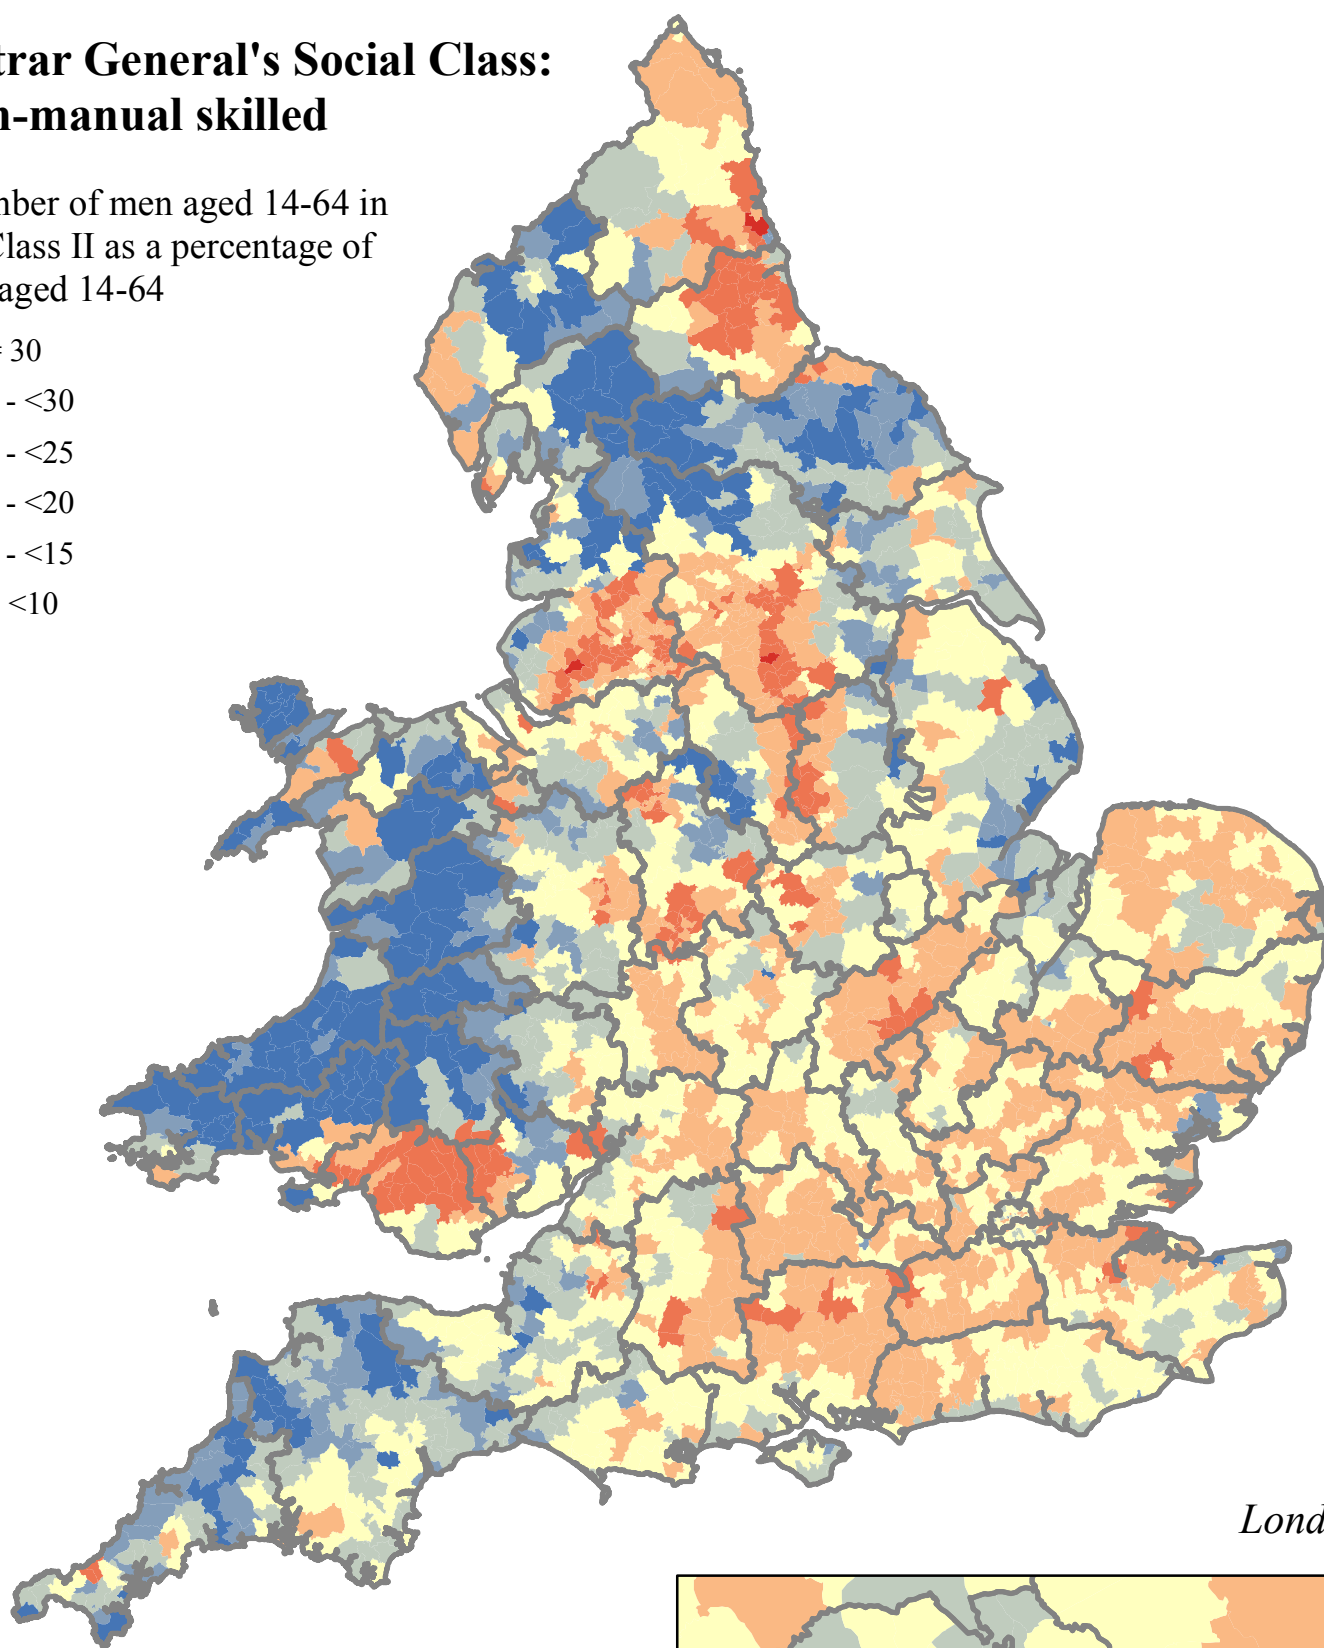 trar General's Social Class:
n-manual skilled
nber of men aged 14-64 in
Class II as a percentage of
aged 14-64
30
- <30
- <25
- <20
- <15
<10
Lond